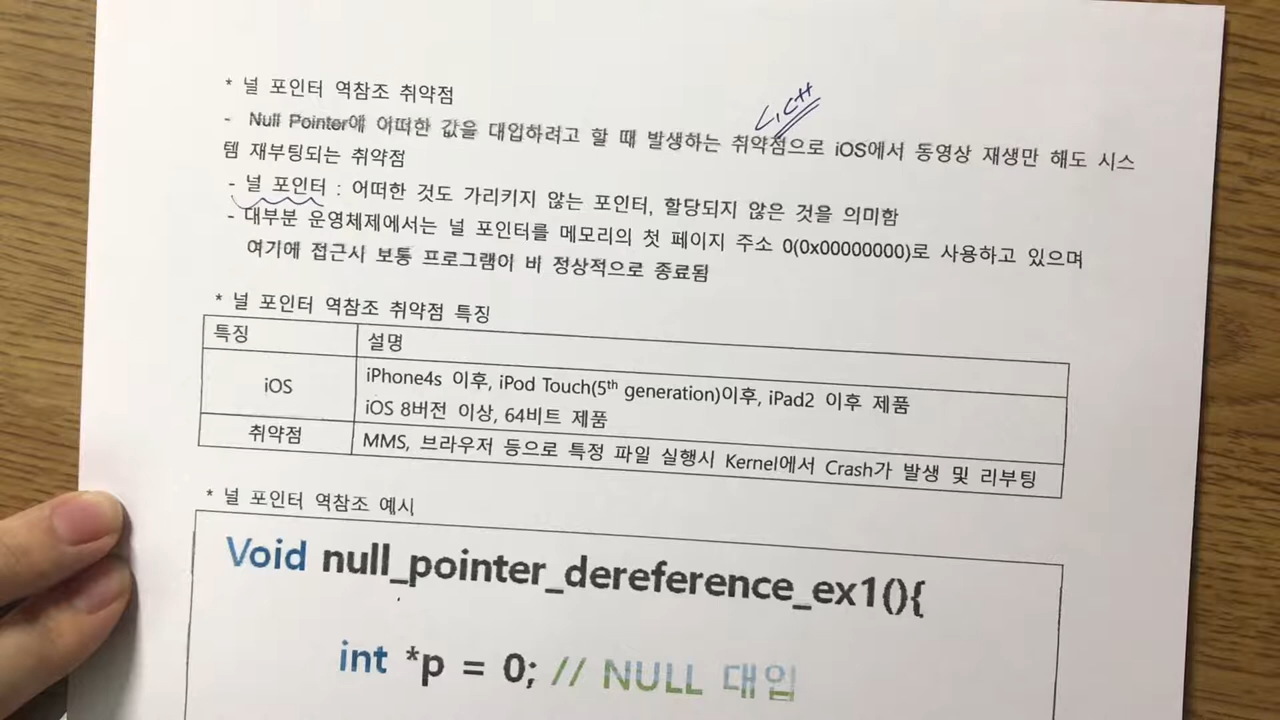 * 널 포인터 역참조 취약점
C, C++
- Null Pointer에 어떠한 값을 대입하려고 할 때 발생하는 취약점으로 iOS에서 동영상 재생만 해도 시스
템 재부팅되는 취약점
- 널 포인터 : 어떠한 것도 가리키지 않는 포인터, 할당되지 않은 것을 의미함
- 대부분 운영체제에서는 널 포인터를 메모리의 첫 페이지 주소 0(0x00000000)로 사용하고 있으며
여기에 접근시 보통 프로그램이 비 정상적으로 종료됨
* 널 포인터 역참조 취약점 특징
특징 설명
iOS iPhone4s 이후, iPod Touch(5th generation)이후, iPad2 이후 제품
iOS 8버전 이상, 64비트 제품
취약점 MMS, 브라우저 등으로 특정 파일 실행시 Kernel에서 Crash가 발생 및 리부팅
* 널 포인터 역참조 예시
Void null_pointer_dereference_ex1(){
int *p = 0; // NULL 대입